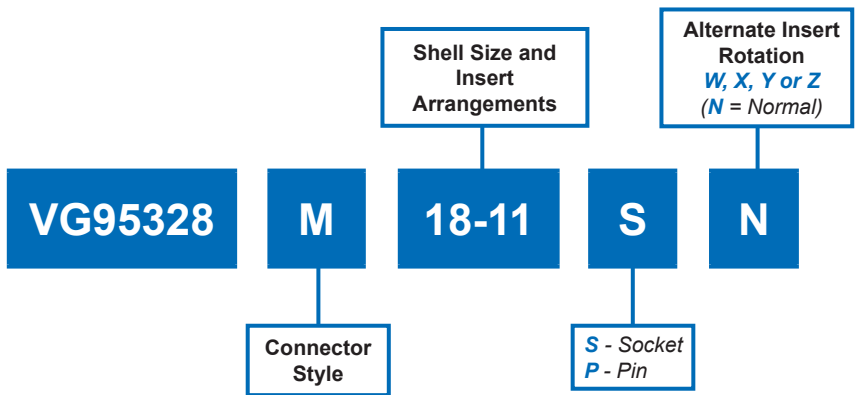 Shell Size and
Insert
Arrangements
Alternate Insert
Rotation
W, X, Y or Z
(N = Normal)
VG95328 M 18-11 S N
Connector
Style
S - Socket
P - Pin